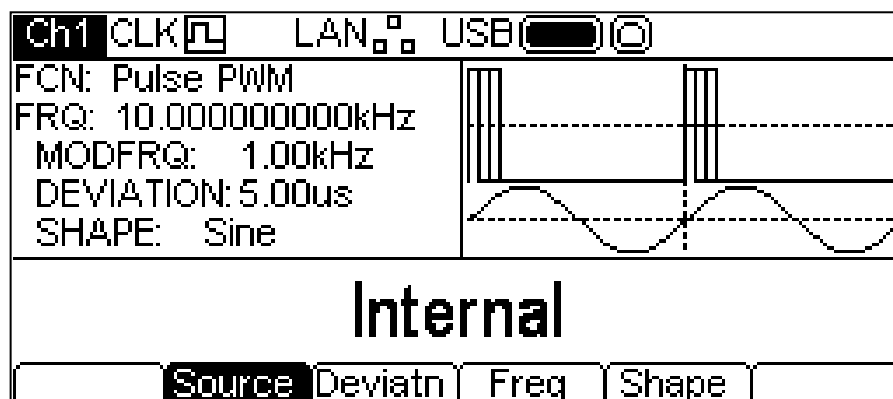 Ch1 CLK LAN USB
FCN: Pulse PWM
FRQ: 10.000000000kHz
MODFRQ: 1.00kHz
DEVIATION: 5.00us
SHAPE: Sine
Internal
Source Deviatn Freq Shape